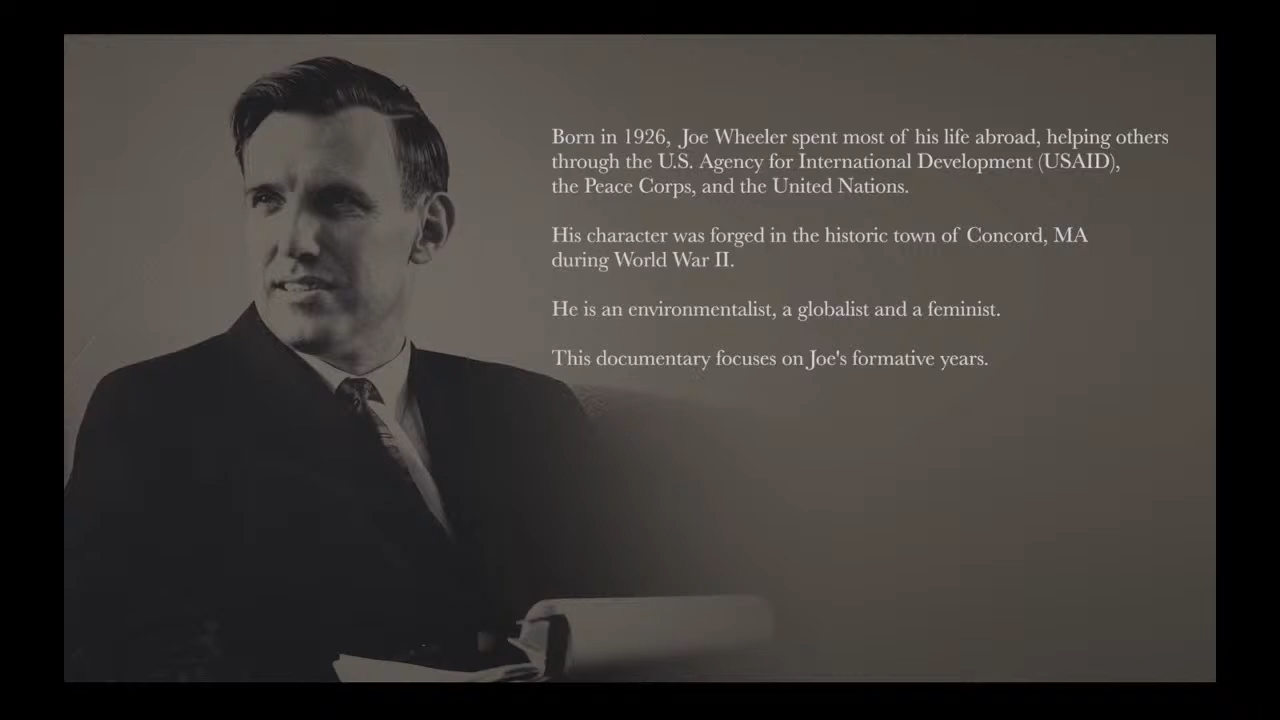 Born in 1926, Joe Wheeler spent most of his life abroad, helping others
through the U.S. Agency for International Development (USAID),
the Peace Corps, and the United Nations.
His character was forged in the historic town of Concord, MA
during World War II.
He is an environmentalist, a globalist and a feminist.
This documentary focuses on Joe's formative years.